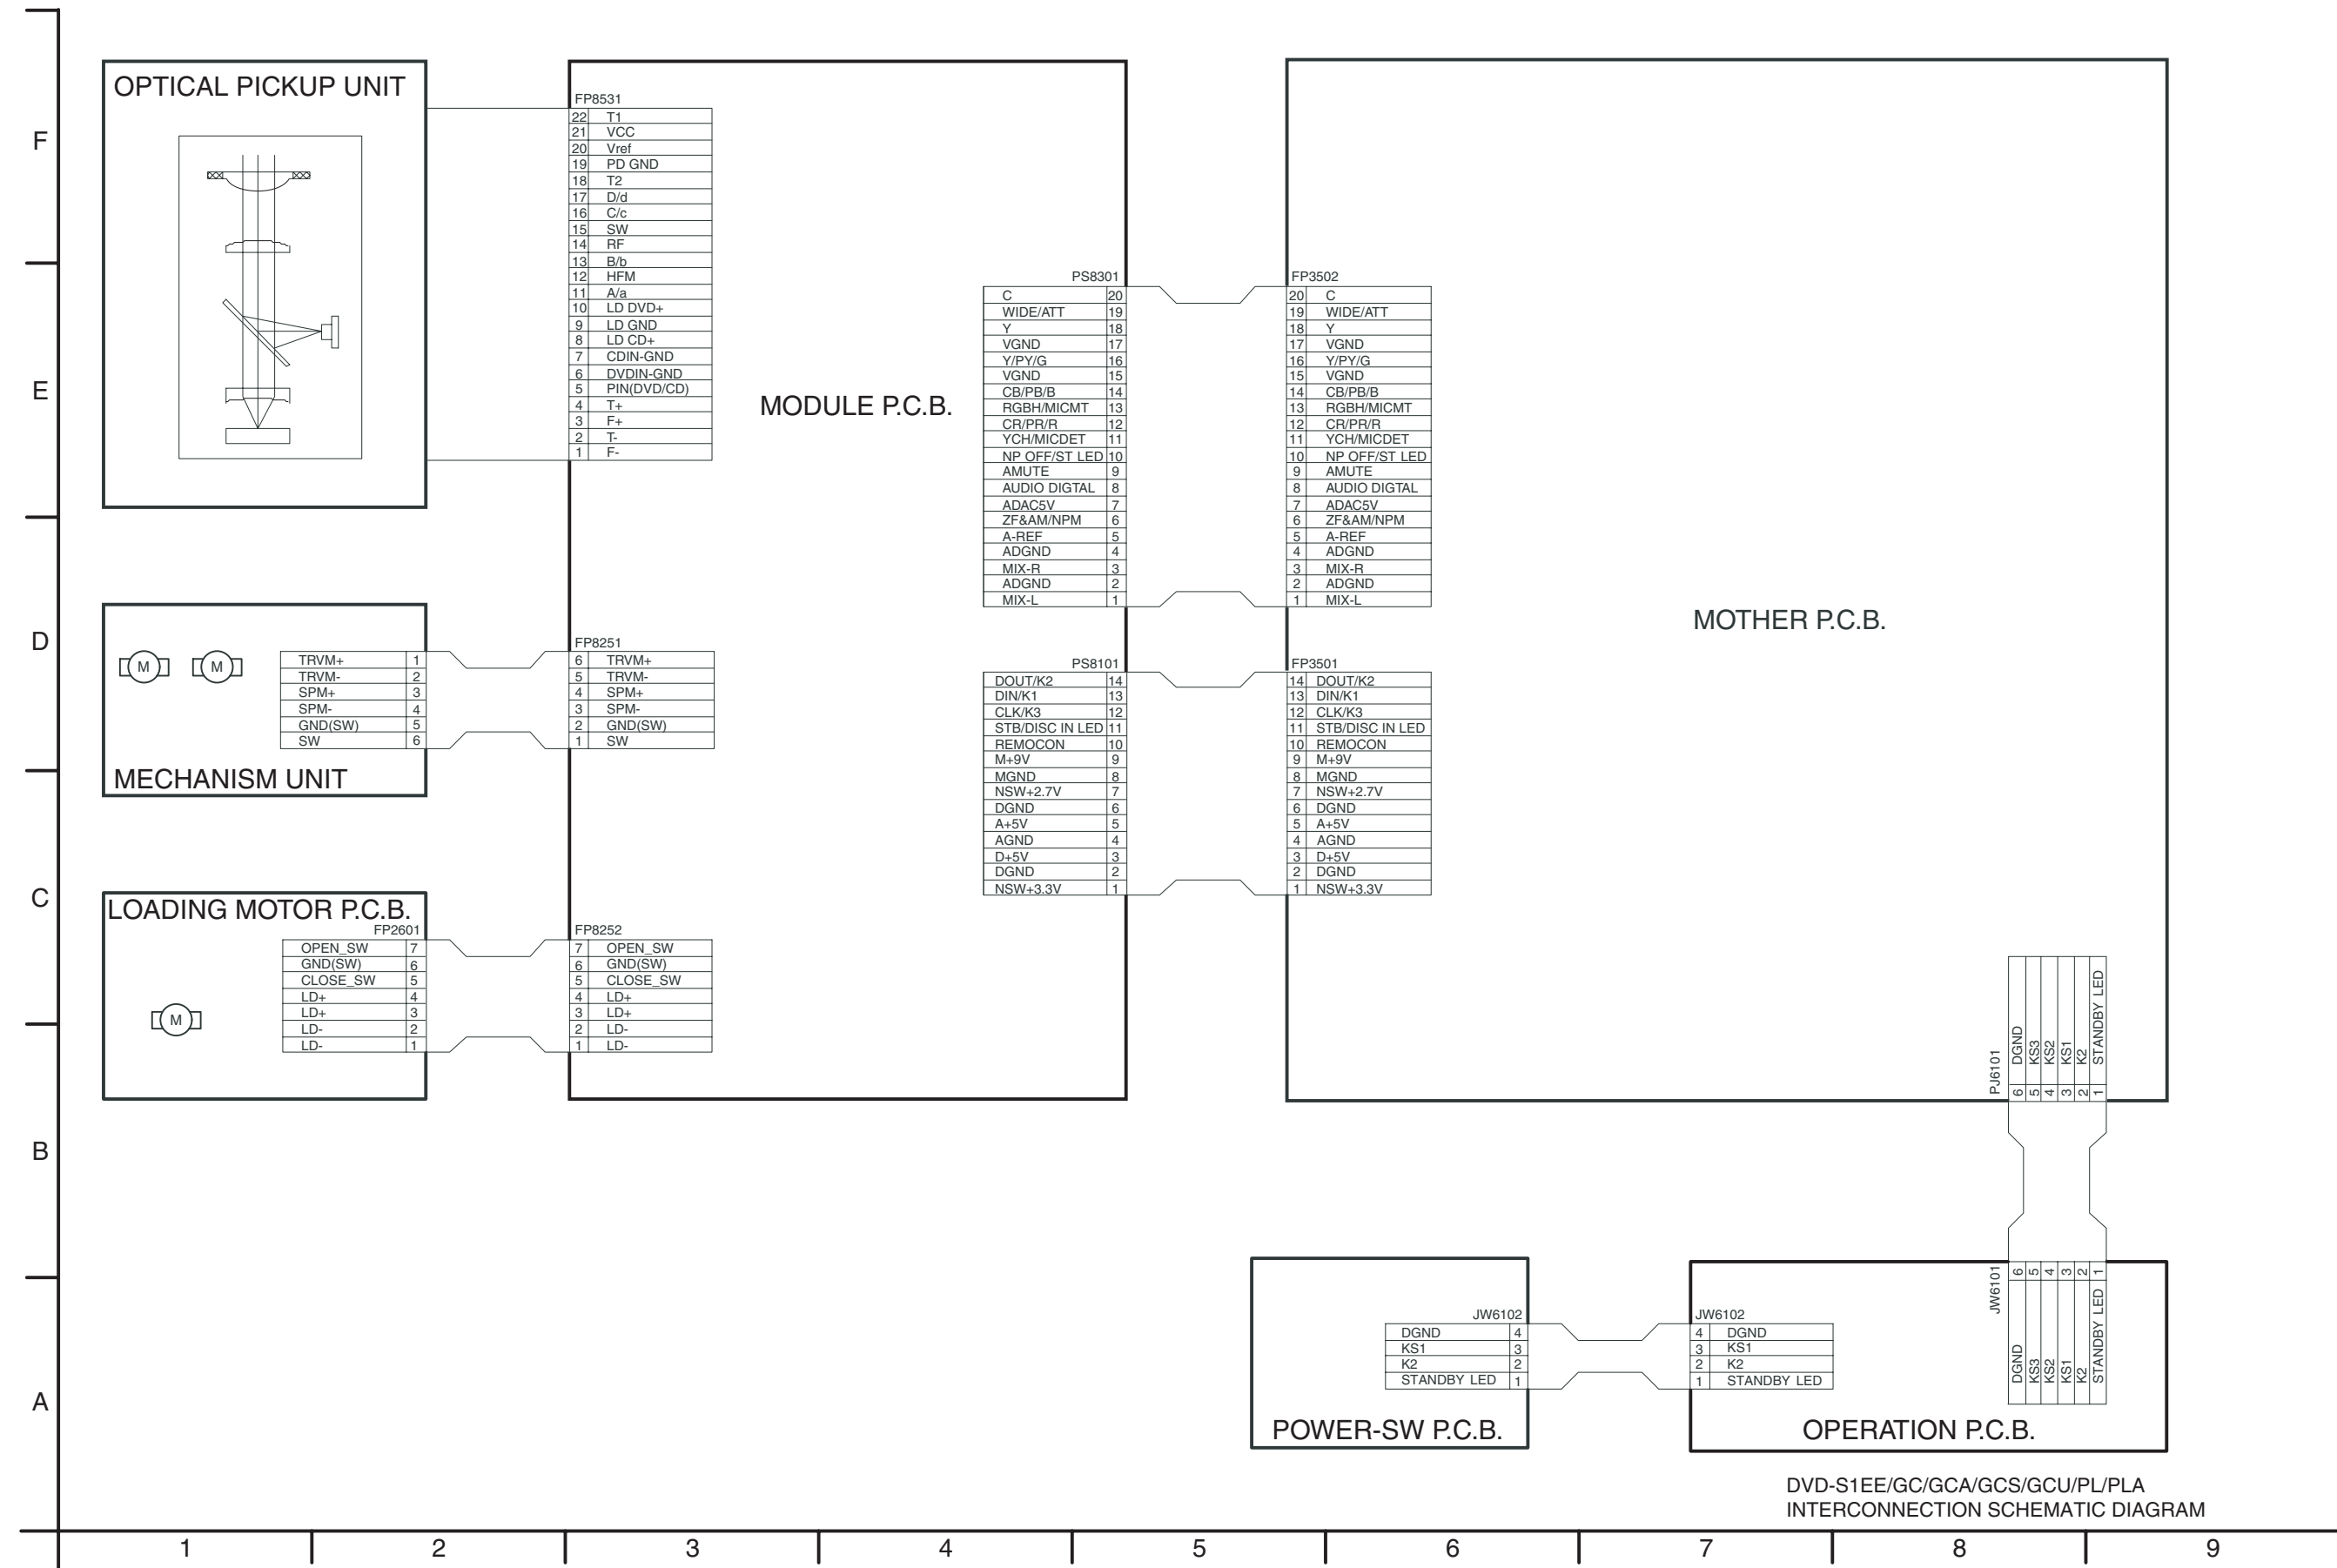 F
E
D
C
B
A
OPTICAL PICKUP UNIT
FP8531
22 T1
21 VCC
20 Vref
19 PD GND
18 T2
17 D/d
16 C/c
15 SW
14 RF
13 B/b
12 HFM
11 A/a
10 LD DVD+
9 LD GND
8 LD CD+
7 CDIN-GND
6 DVDIN-GND
5 PIN(DVD/CD)
4 T+
3 F+
2 T-
1 F-
MODULE P.C.B.
PS8301
C 20
WIDE/ATT 19
Y 18
VGND 17
Y/PY/G 16
VGND 15
CB/PB/B 14
RGBH/MICMT 13
CR/PR/R 12
YCH/MICDET 11
NP OFF/ST LED 10
AMUTE 9
AUDIO DIGTAL 8
ADAC5V 7
ZF&AM/NPM 6
A-REF 5
ADGND 4
MIX-R 3
ADGND 2
MIX-L 1
FP3502
20 C
19 WIDE/ATT
18 Y
17 VGND
16 Y/PY/G
15 VGND
14 CB/PB/B
13 RGBH/MICMT
12 CR/PR/R
11 YCH/MICDET
10 NP OFF/ST LED
9 AMUTE
8 AUDIO DIGTAL
7 ADAC5V
6 ZF&AM/NPM
5 A-REF
4 ADGND
3 MIX-R
2 ADGND
1 MIX-L
MOTHER P.C.B.
M
M
TRVM+ 1
TRVM- 2
SPM+ 3
SPM- 4
GND(SW) 5
SW 6
MECHANISM UNIT
FP8251
6 TRVM+
5 TRVM-
4 SPM+
3 SPM-
2 GND(SW)
1 SW
PS8101
DOUT/K2 14
DIN/K1 13
CLK/K3 12
STB/DISC IN LED 11
REMOCON 10
M+9V 9
MGND 8
NSW+2.7V 7
DGND 6
A+5V 5
AGND 4
D+5V 3
DGND 2
NSW+3.3V 1
FP3501
14 DOUT/K2
13 DIN/K1
12 CLK/K3
11 STB/DISC IN LED
10 REMOCON
9 M+9V
8 MGND
7 NSW+2.7V
6 DGND
5 A+5V
4 AGND
3 D+5V
2 DGND
1 NSW+3.3V
LOADING MOTOR P.C.B.
FP2601
OPEN_SW 7
GND(SW) 6
CLOSE_SW 5
LD+ 4
LD+ 3
LD- 2
LD- 1
M
FP8252
7 OPEN_SW
6 GND(SW)
5 CLOSE_SW
4 LD+
3 LD+
2 LD-
1 LD-
PJ6101
6 DGND
5 KS3
4 KS2
3 KS1
2 K2
1 STANDBY LED
JW6101
DGND 6
KS3 5
KS2 4
KS1 3
K2 2
STANDBY LED 1
JW6102
DGND 4
KS1 3
K2 2
STANDBY LED 1
POWER-SW P.C.B.
JW6102
4 DGND
3 KS1
2 K2
1 STANDBY LED
OPERATION P.C.B.
DVD-S1EE/GC/GCA/GCS/GCU/PL/PLA
INTERCONNECTION SCHEMATIC DIAGRAM
1 2 3 4 5 6 7 8 9